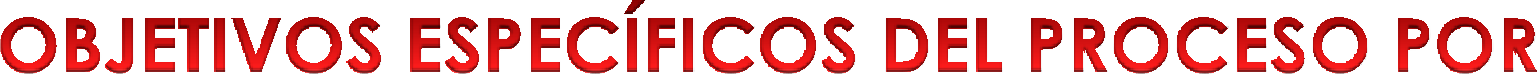 OBJETIVOS ESPECÍFICOS DEL PROCESO POR